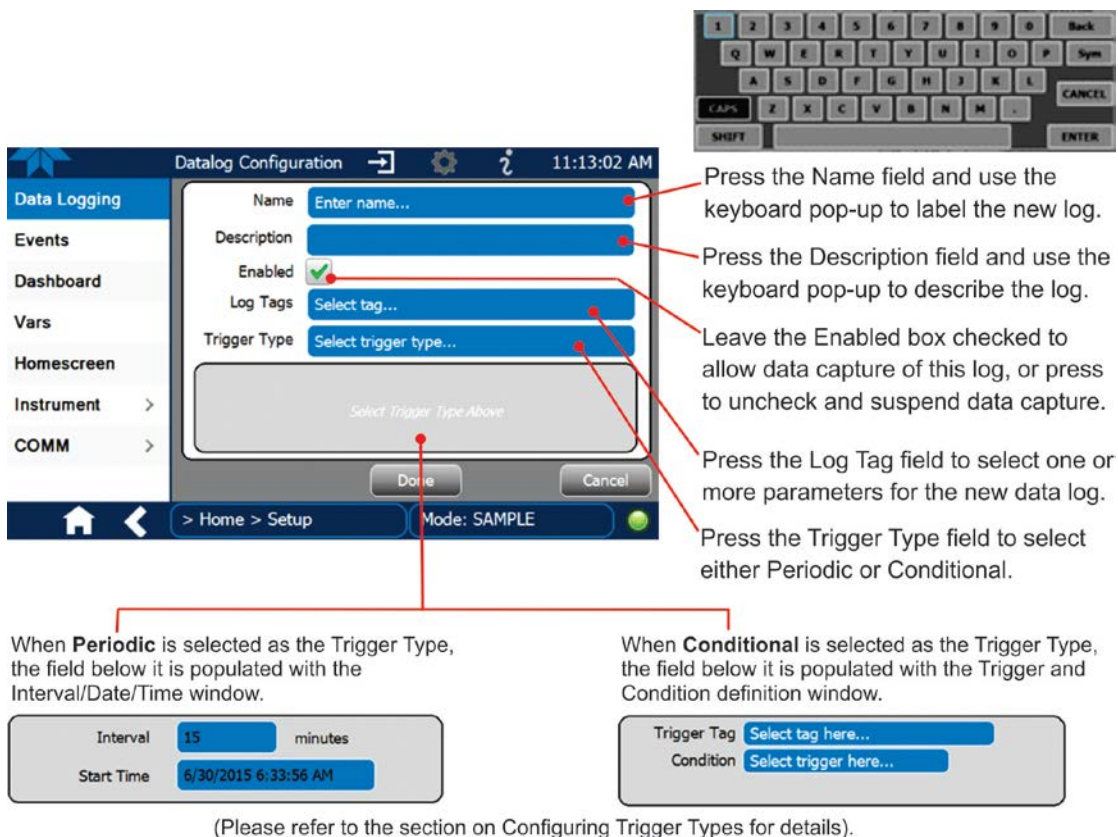 1 2 3 4 5 6 7 8 9 0 Back
Q W E R T Y U I O P Sym
A S D F G H J K L CANCEL
CAPS Z X C V B N M .
SHIFT ENTER
Datalog Configuration 11:13:02 AM
Data Logging
Events
Dashboard
Vars
Homescreen
Instrument >
COMM >
Name Enter name...
Description
Enabled
Log Tags Select tag...
Trigger Type Select trigger type...
Select Trigger Type Above
Done Cancel
> Home > Setup Mode: SAMPLE
Press the Name field and use the
keyboard pop-up to label the new log.
Press the Description field and use the
keyboard pop-up to describe the log.
Leave the Enabled box checked to
allow data capture of this log, or press
to uncheck and suspend data capture.
Press the Log Tag field to select one or
more parameters for the new data log.
Press the Trigger Type field to select
either Periodic or Conditional.
When Periodic is selected as the Trigger Type,
the field below it is populated with the
Interval/Date/Time window.
Interval 15 minutes
Start Time 6/30/2015 6:33:56 AM
When Conditional is selected as the Trigger Type,
the field below it is populated with the Trigger and
Condition definition window.
Trigger Tag Select tag here...
Condition Select trigger here...
(Please refer to the section on Configuring Trigger Types for details).